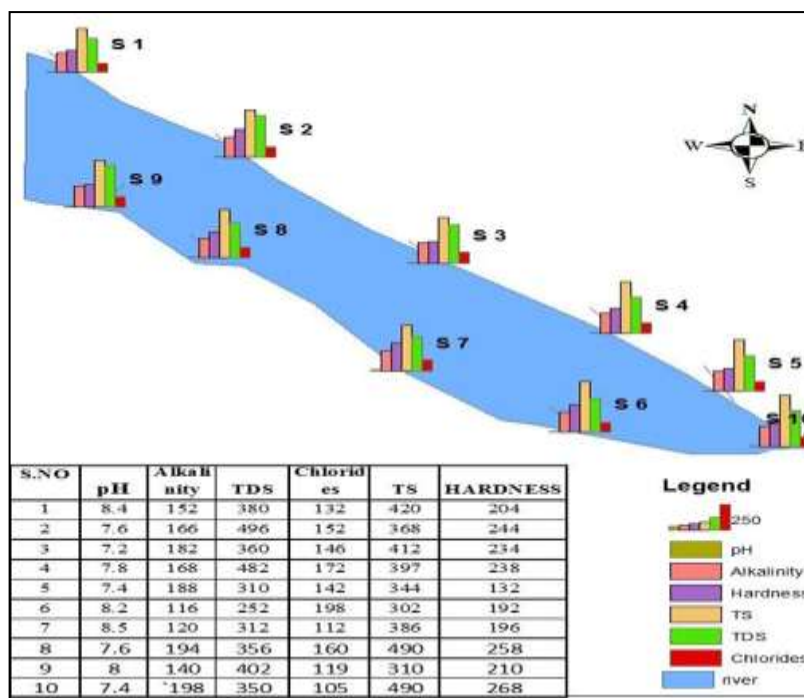 S 1
S 2
N
W
S
S 9
S 8
S 3
S 4
S 7
S 5
S 6
S.NO pH Alkali nity TDS Chlorid es TS HARDNESS
1 8.4 152 380 132 420 204
2 7.6 166 496 152 368 244
3 7.2 182 360 146 412 234
4 7.8 168 482 172 397 238
5 7.4 188 310 142 344 132
6 8.2 116 252 198 302 192
7 8.5 120 312 112 386 196
8 7.6 194 356 160 490 258
9 8 140 402 119 310 210
10 7.4 `198 350 105 490 268
Legend
250
pH
Alkalinity
Hardness
TS
TDS
Chlorides
river